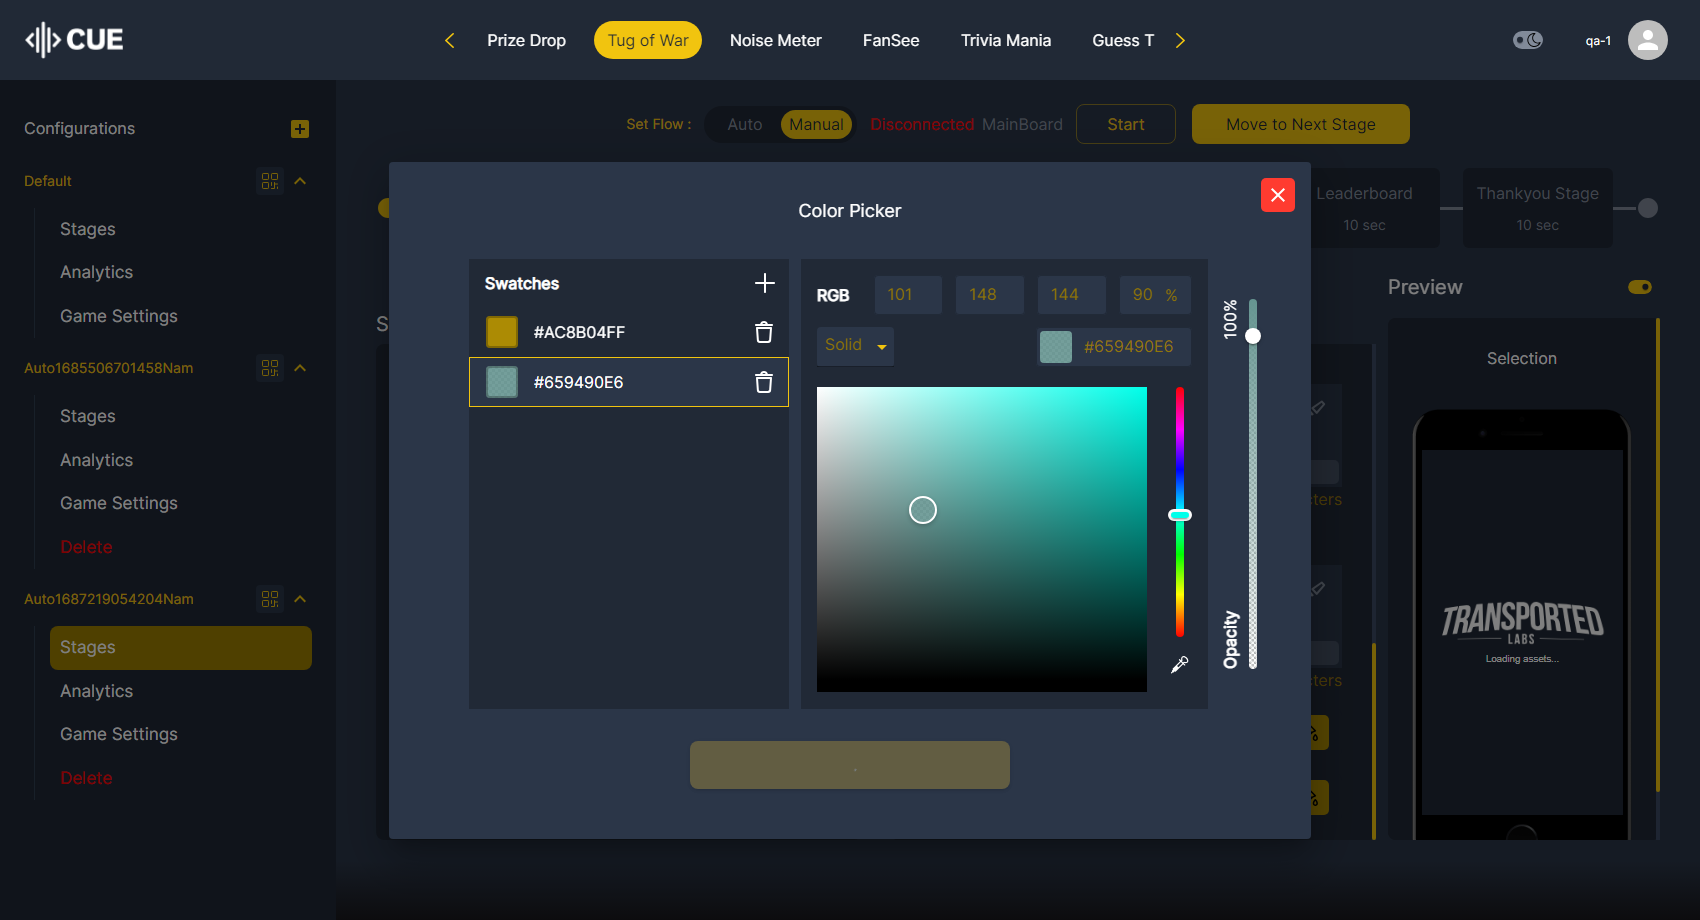 CUE
Prize Drop
Tug of War
Noise Meter
FanSee
Trivia Mania
Guess T
qa-1
Configurations
Set Flow :
Auto
Manual
Disconnected
MainBoard
Start
Move to Next Stage
Default
Stages
Analytics
Game Settings
Auto1685506701458Nam
Stages
Analytics
Game Settings
Delete
Auto1687219054204Nam
Stages
Analytics
Game Settings
Delete
Color Picker
Swatches
#AC8B04FF
#659490E6
RGB
101
148
144
90 %
Solid
#659490E6
100%
Opacity
Leaderboard
10 sec
Thankyou Stage
10 sec
Preview
S
cters
cters
Selection
TRANSPORTED
LABS
Loading assets...